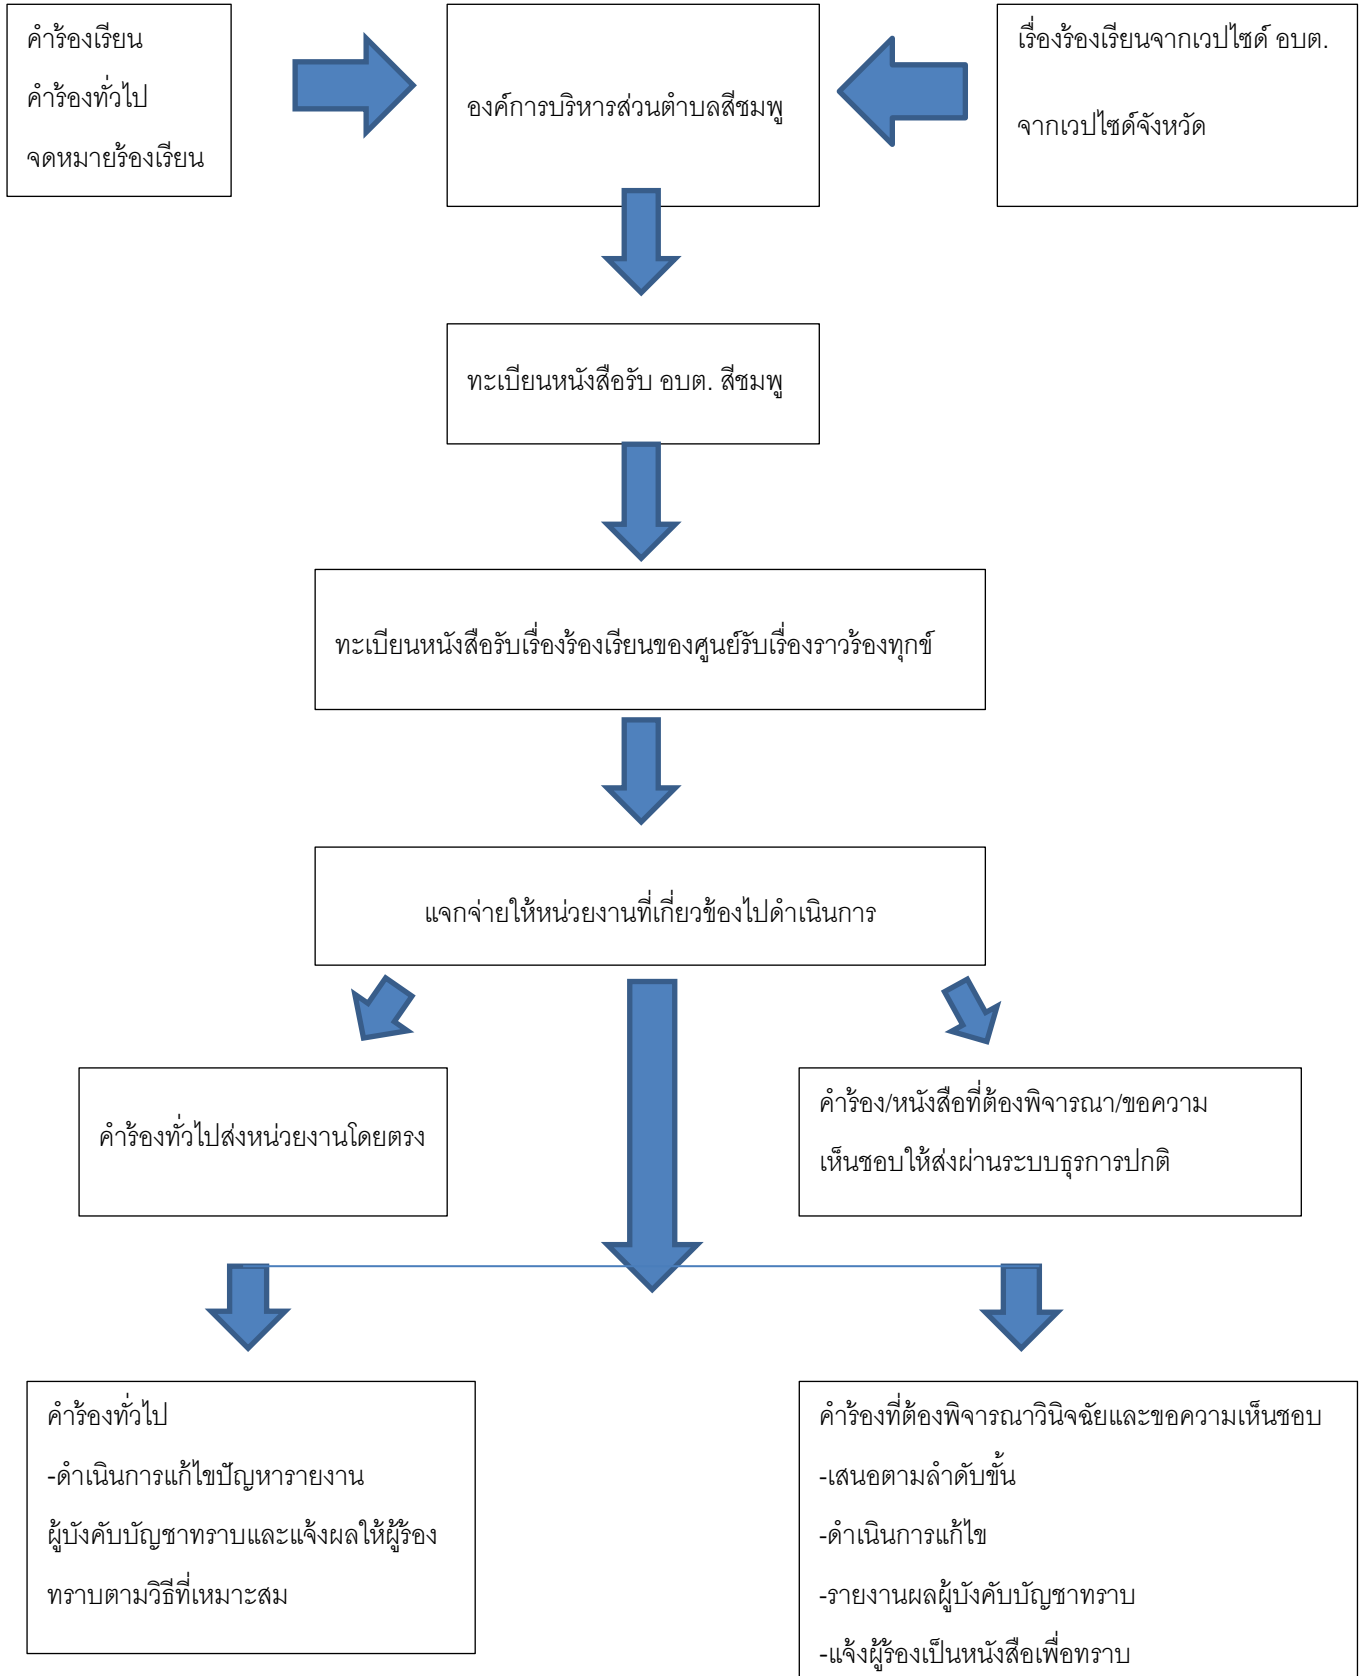 คำร้องเรียน
คำร้องทั่วไป
จดหมายร้องเรียน
องค์การบริหารส่วนตำบลสีชมพู
เรื่องร้องเรียนจากเวปไซด์ อบต.
จากเวปไซด์จังหวัด
ทะเบียนหนังสือรับ อบต. สีชมพู
ทะเบียนหนังสือรับเรื่องร้องเรียนของศูนย์รับเรื่องราวร้องทุกข์
แจกจ่ายให้หน่วยงานที่เกี่ยวข้องไปดำเนินการ
คำร้องทั่วไปส่งหน่วยงานโดยตรง
คำร้อง/หนังสือที่ต้องพิจารณา/ขอความ
เห็นชอบให้ส่งผ่านระบบธุรการปกติ
คำร้องทั่วไป
-ดำเนินการแก้ไขปัญหารายงาน
ผู้บังคับบัญชาทราบและแจ้งผลให้ผู้ร้อง
ทราบตามวิธีที่เหมาะสม
คำร้องที่ต้องพิจารณาวินิจฉัยและขอความเห็นชอบ
-เสนอตามลำดับขั้น
-ดำเนินการแก้ไข
-รายงานผลผู้บังคับบัญชาทราบ
-แจ้งผู้ร้องเป็นหนังสือเพื่อทราบ